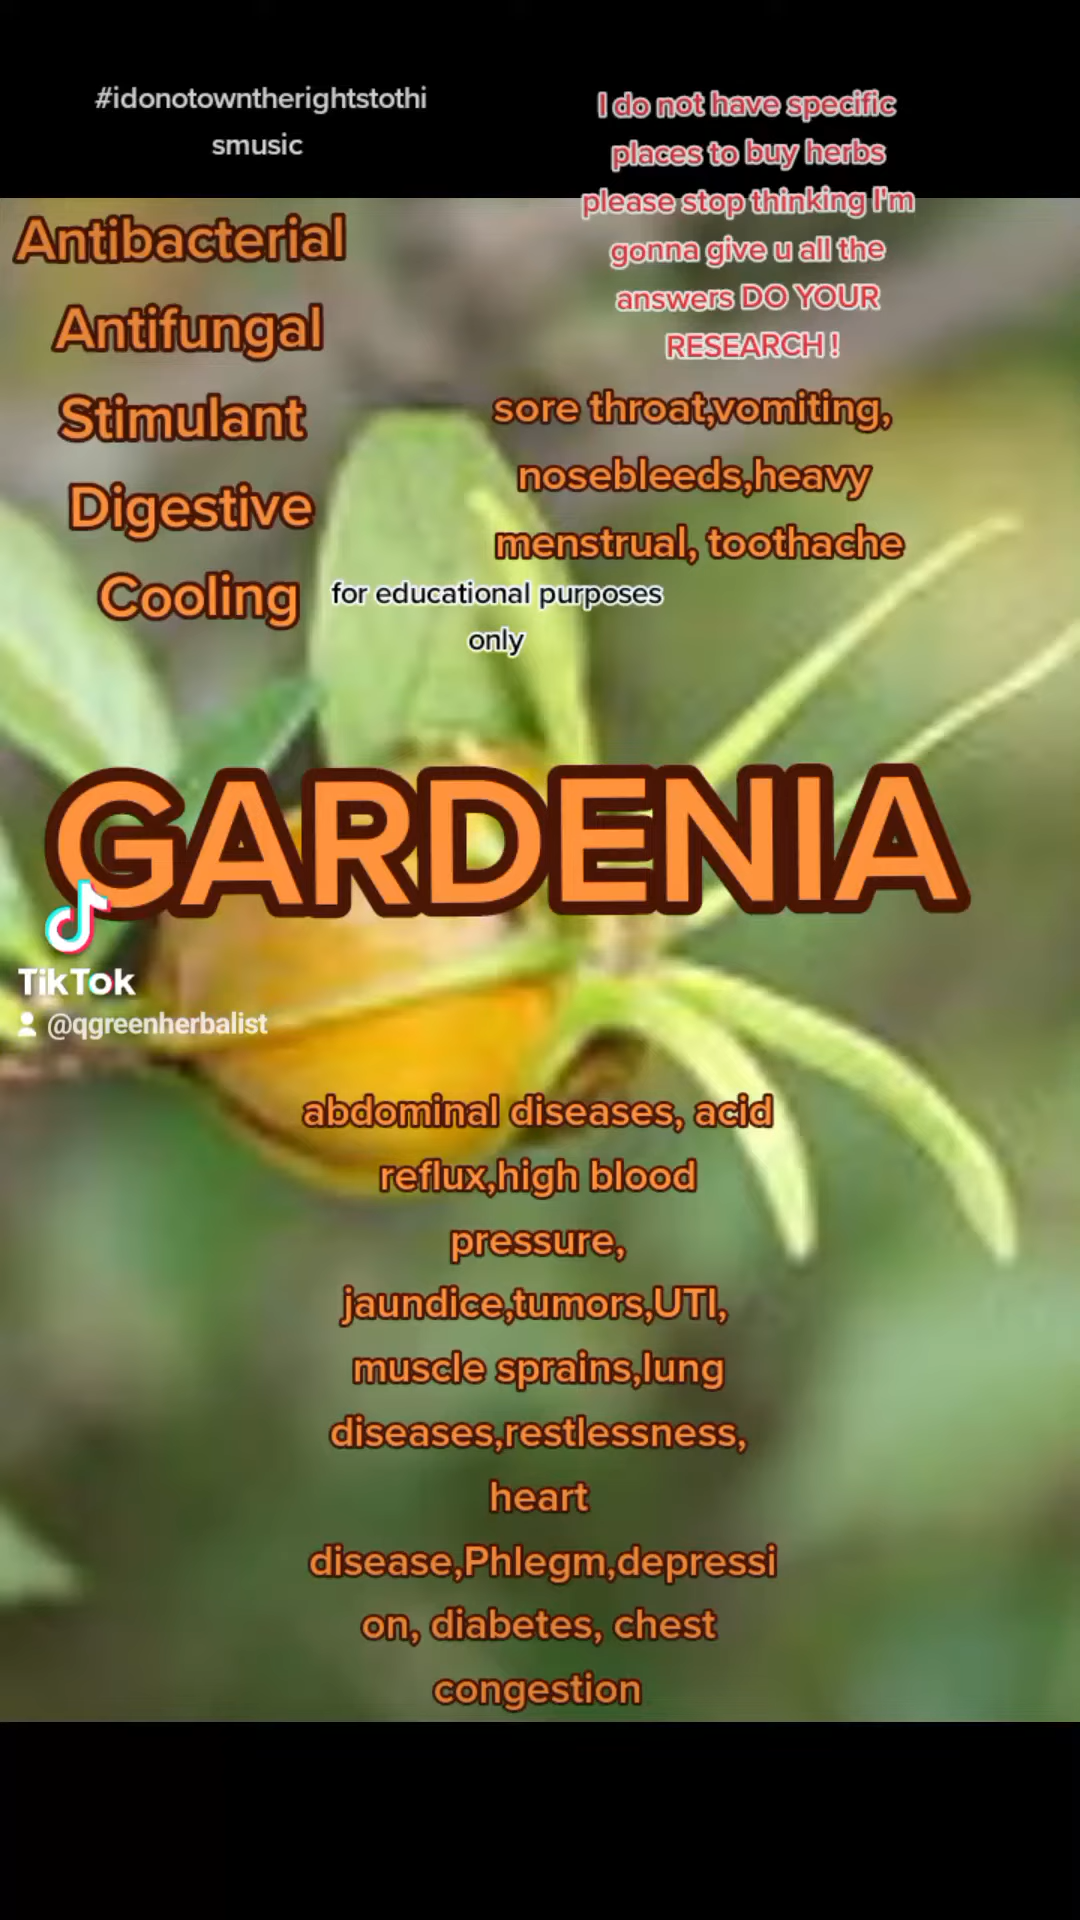 #idonotowntherightstothi
smusic
I do not have specific
places to buy herbs
please stop thinking I'm
gonna give u all the
answers DO YOUR
RESEARCH !
Antibacterial
Antifungal
Stimulant
Digestive
Cooling
sore throat,vomiting,
nosebleeds,heavy
menstrual, toothache
for educational purposes
only
GARDENIA
TikTok
@qgreenherbalist
abdominal diseases, acid
reflux,high blood
pressure,
jaundice,tumors,UTI,
muscle sprains,lung
diseases,restlessness,
heart
disease,Phlegm,depressi
on, diabetes, chest
congestion